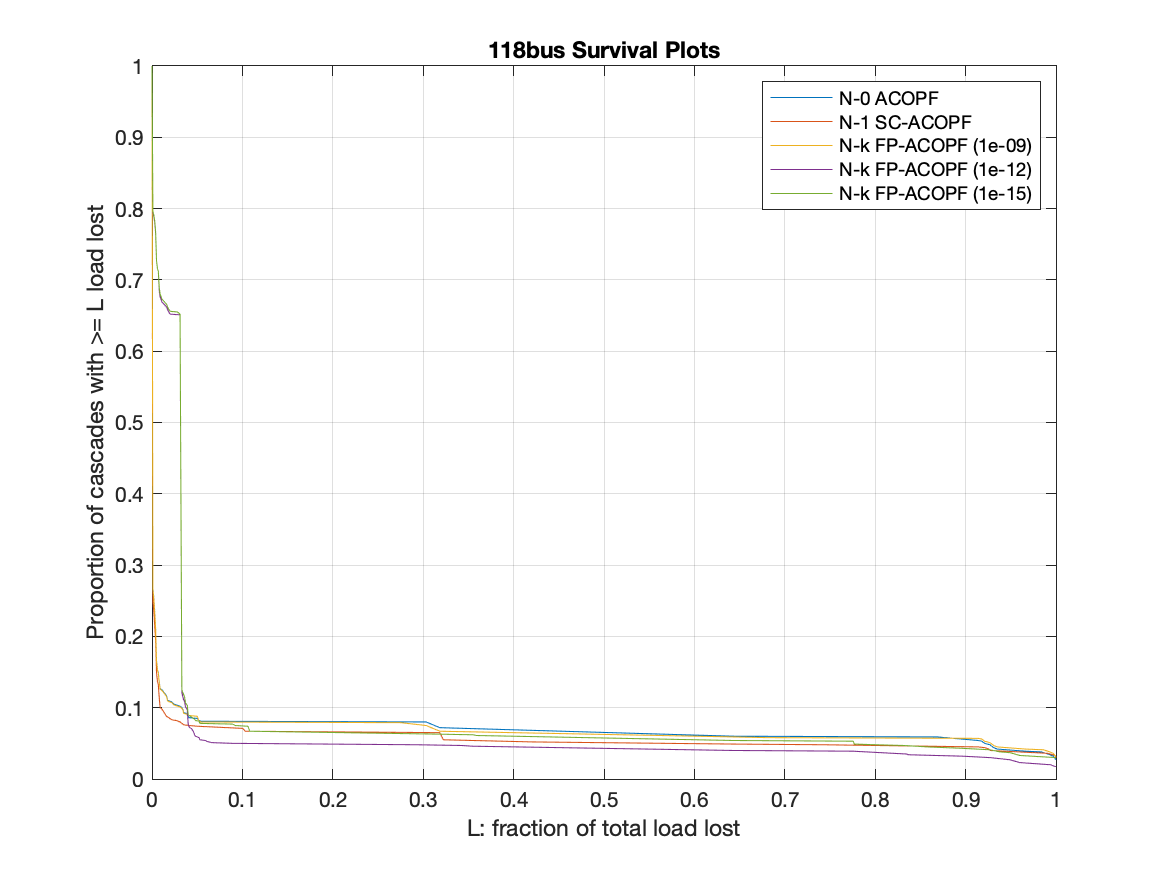 118bus Survival Plots
N-0 ACOPF
N-1 SC-ACOPF
N-k FP-ACOPF (1e-09)
N-k FP-ACOPF (1e-12)
N-k FP-ACOPF (1e-15)
Proportion of cascades with >= L load lost
1
0.9
0.8
0.7
0.6
0.5
0.4
0.3
0.2
0.1
0
0 0.1 0.2 0.3 0.4 0.5 0.6 0.7 0.8 0.9 1
L: fraction of total load lost